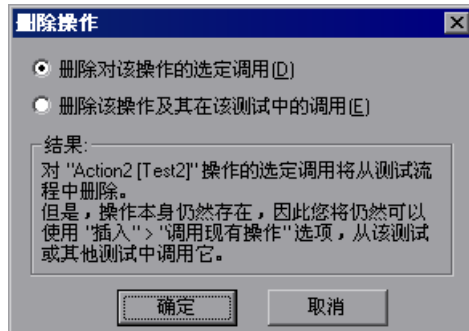 删除操作
删除对该操作的选定调用(D)
删除该操作及其在该测试中的调用(E)
结果:
对 "Action2 [Test2]" 操作的选定调用将从测试流
程中删除。
但是，操作本身仍然存在，因此您将仍然可以
使用 "插入" > "调用现有操作" 选项，从该测试
或其他测试中调用它。
确定
取消